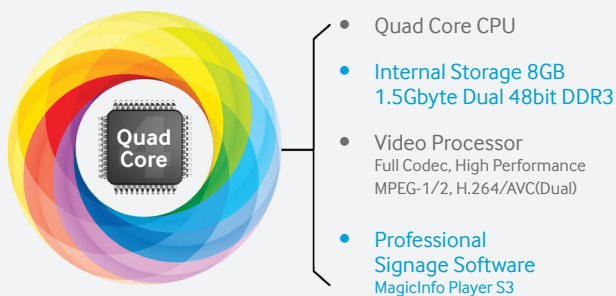 Quad
Core
Quad Core CPU
Internal Storage 8GB
1.5Gbyte Dual 48bit DDR3
Video Processor
Full Codec, High Performance
MPEG-1/2, H.264/AVC(Dual)
Professional
Signage Software
MagicInfo Player S3